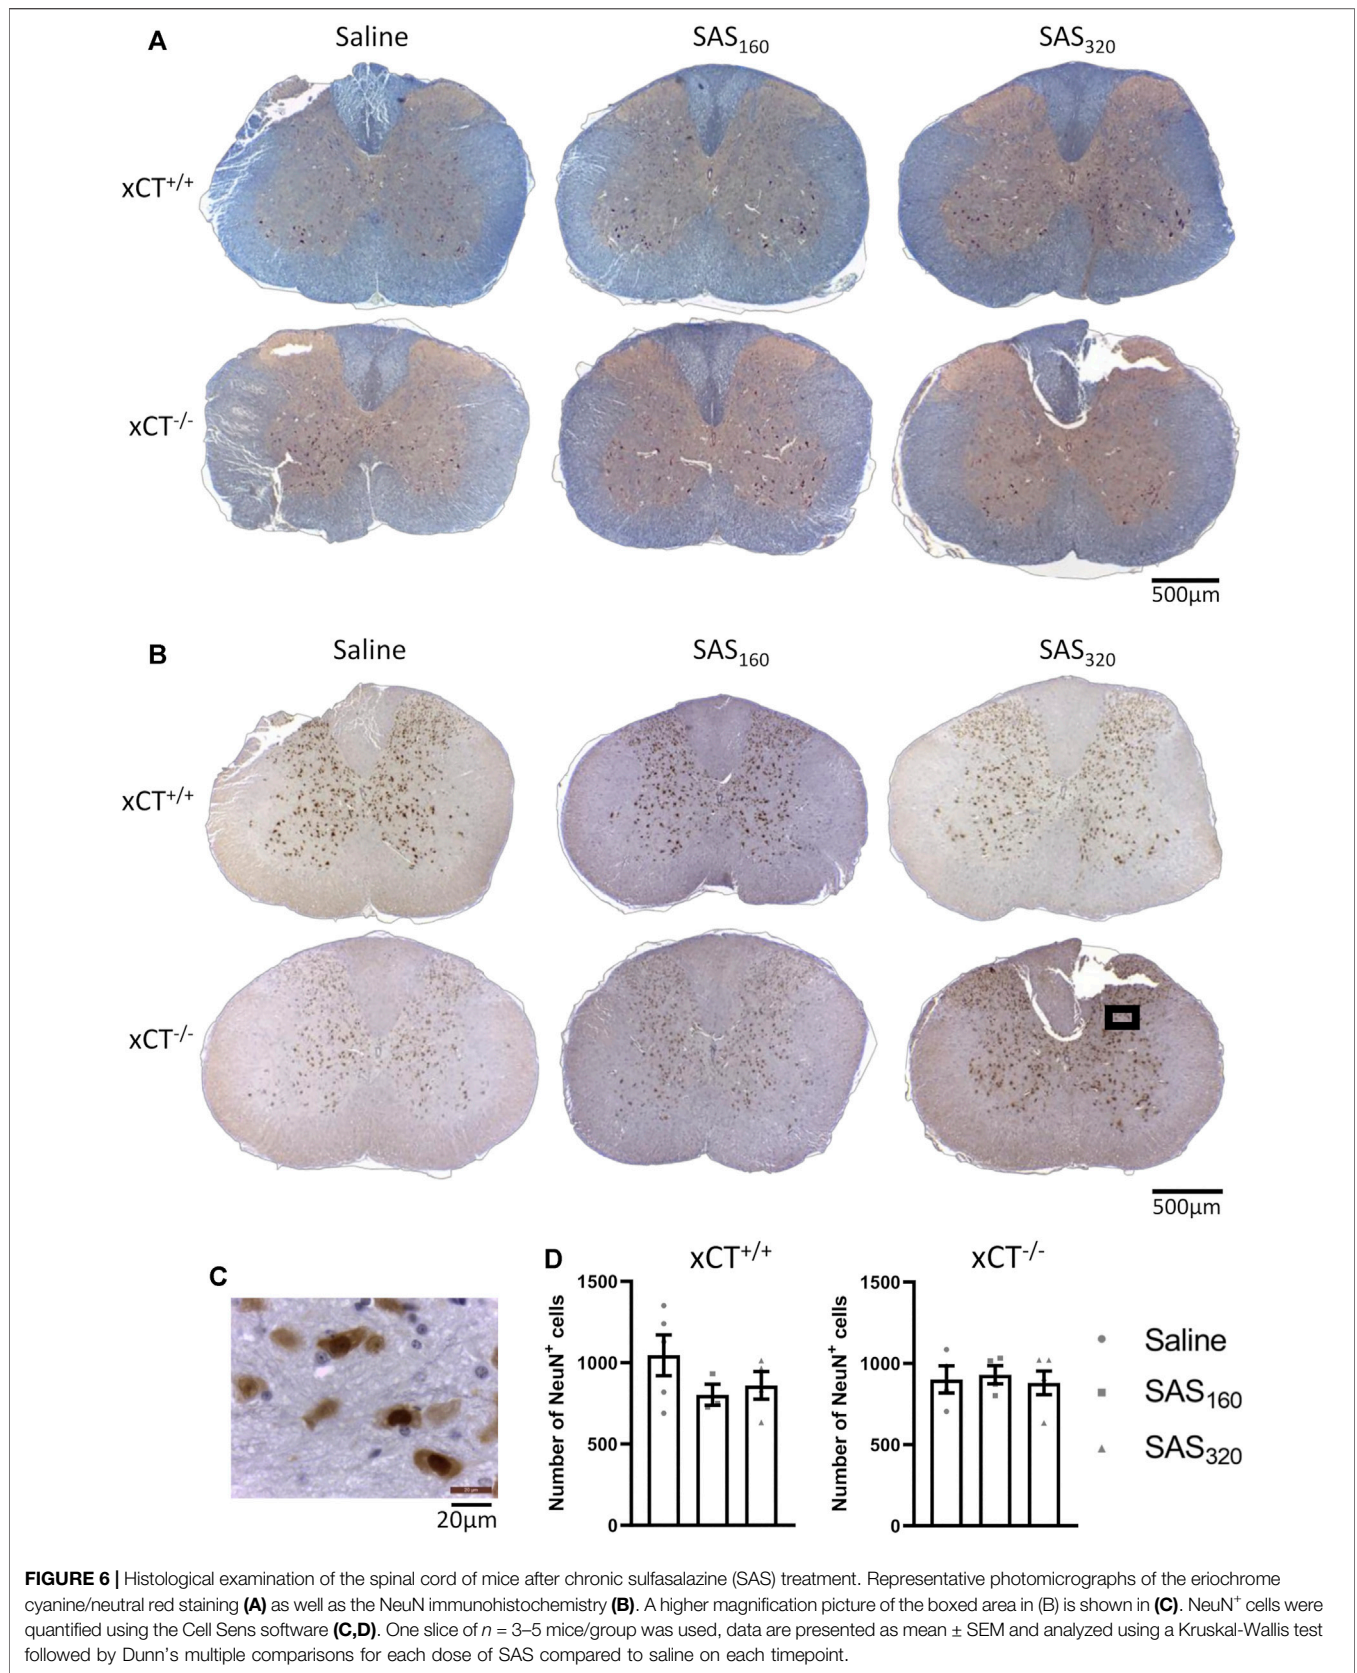 A
Saline SAS₁₆₀ SAS₃₂₀
xCT⁺/⁺
xCT⁻/⁻
500μm
B
Saline SAS₁₆₀ SAS₃₂₀
xCT⁺/⁺
xCT⁻/⁻
500μm
C
20 μm
20μm
D
xCT⁺/⁺
Number of NeuN⁺ cells
1500
1000
500
0
xCT⁻/⁻
Number of NeuN⁺ cells
1500
1000
500
0
Saline
SAS₁₆₀
SAS₃₂₀
FIGURE 6 | Histological examination of the spinal cord of mice after chronic sulfasalazine (SAS) treatment. Representative photomicrographs of the eriochrome
cyanine/neutral red staining (A) as well as the NeuN immunohistochemistry (B). A higher magnification picture of the boxed area in (B) is shown in (C). NeuN⁺ cells were
quantified using the Cell Sens software (C,D). One slice of n = 3–5 mice/group was used, data are presented as mean ± SEM and analyzed using a Kruskal-Wallis test
followed by Dunn's multiple comparisons for each dose of SAS compared to saline on each timepoint.